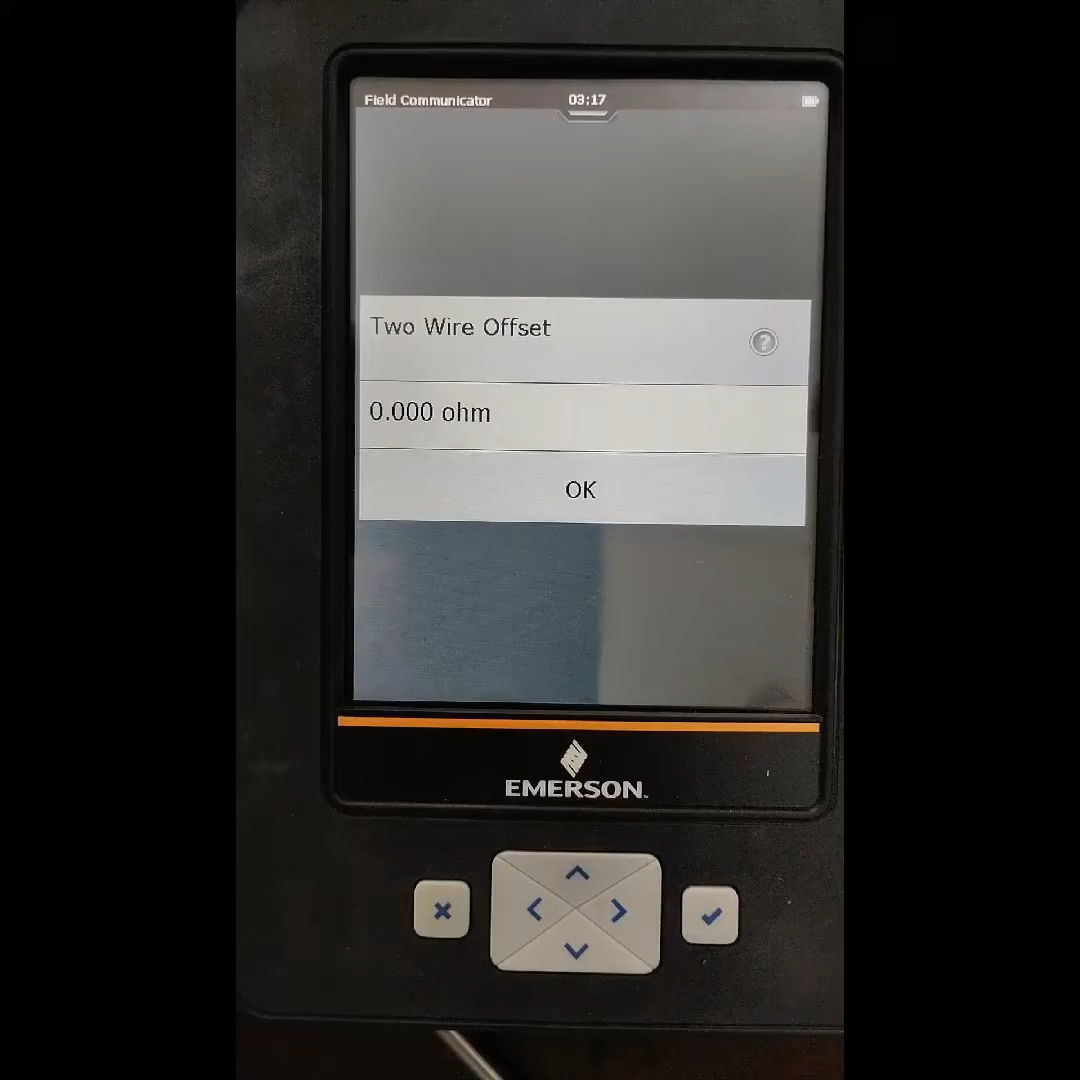 Field Communicator 03:17
Two Wire Offset
?
0.000 ohm
OK
EMERSON